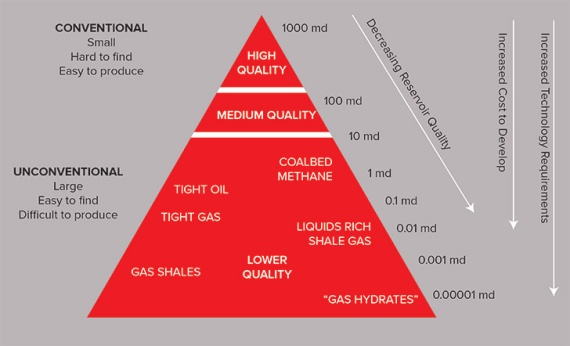 CONVENTIONAL
Small
Hard to find
Easy to produce
UNCONVENTIONAL
Large
Easy to find
Difficult to produce
HIGH
QUALITY
MEDIUM QUALITY
COALBED
METHANE
TIGHT OIL
TIGHT GAS
LIQUIDS RICH
SHALE GAS
GAS SHALES
LOWER
QUALITY
“GAS HYDRATES”
1000 md
100 md
10 md
1 md
0.1 md
0.01 md
0.001 md
0.00001 md
Decreasing Reservoir Quality
Increased Cost to Develop
Increased Technology Requirements